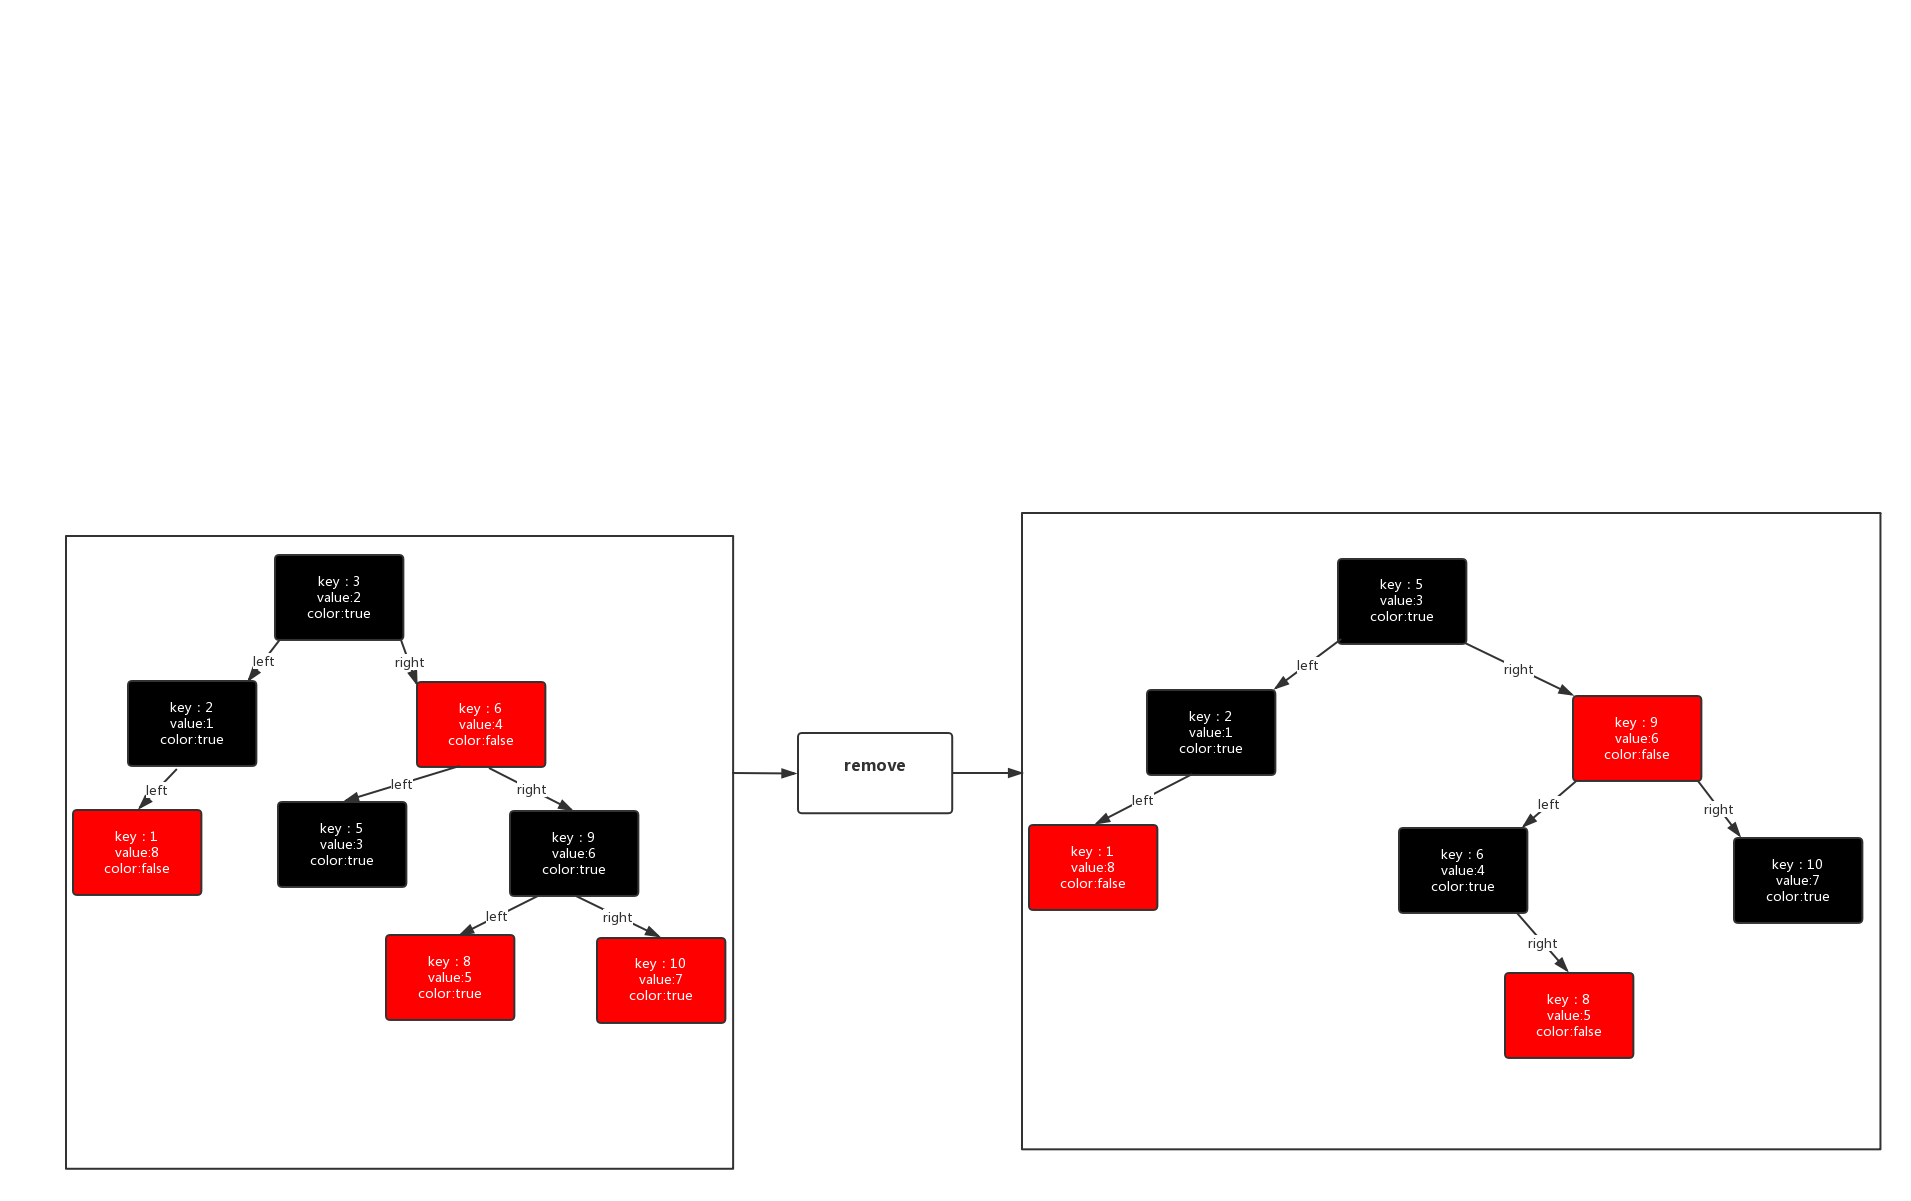 key：3
value:2
color:true
left
right
key：2
value:1
color:true
key：6
value:4
color:false
left
left
right
key：1
value:8
color:false
key：5
value:3
color:true
key：9
value:6
color:true
left
right
key：8
value:5
color:true
key：10
value:7
color:true
remove
key：5
value:3
color:true
left
right
key：2
value:1
color:true
key：9
value:6
color:false
left
left
right
key：1
value:8
color:false
key：6
value:4
color:true
key：10
value:7
color:true
right
key：8
value:5
color:false